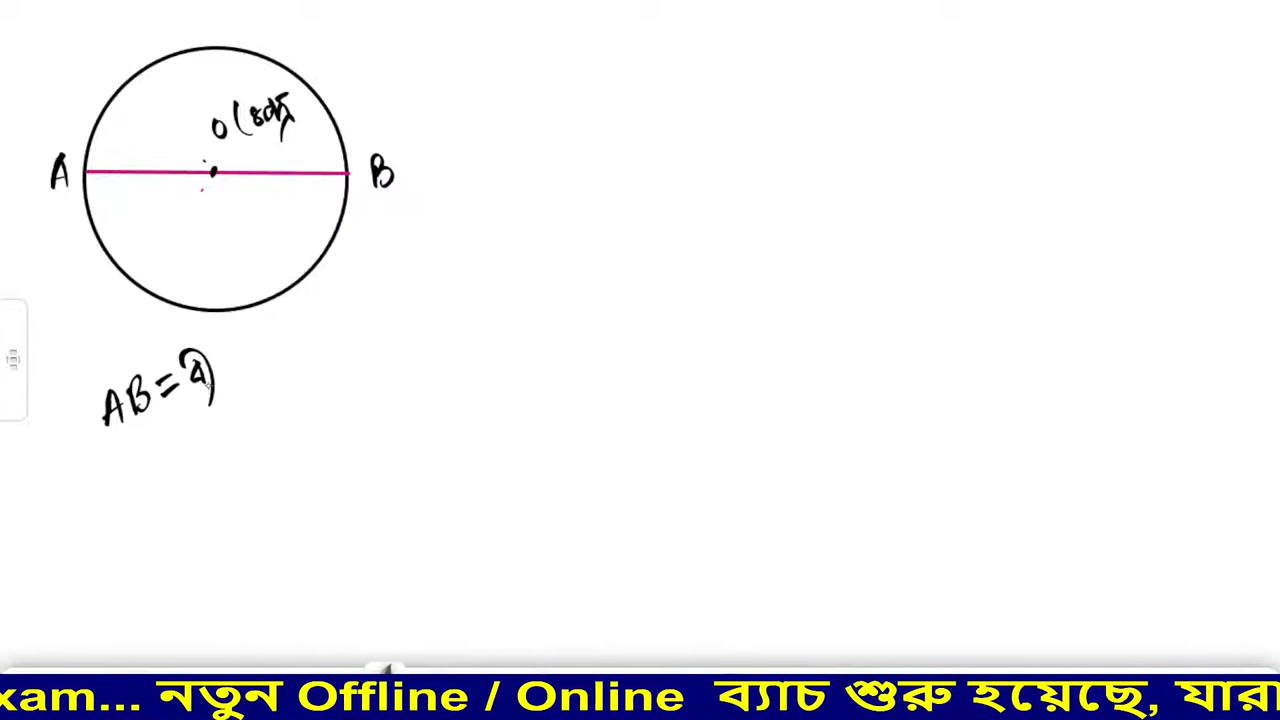 O
A B
AB =
xam... নতুন Offline / Online ব্যাচ শুরু হয়েছে, যারা